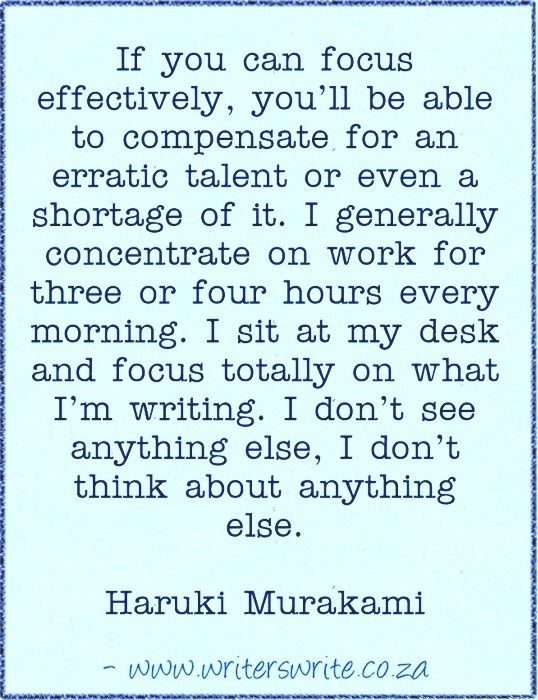 If you can focus
effectively, you'll be able
to compensate for an
erratic talent or even a
shortage of it. I generally
concentrate on work for
three or four hours every
morning. I sit at my desk
and focus totally on what
I'm writing. I don't see
anything else, I don't
think about anything
else.
Haruki Murakami
- www.writerswrite.co.za